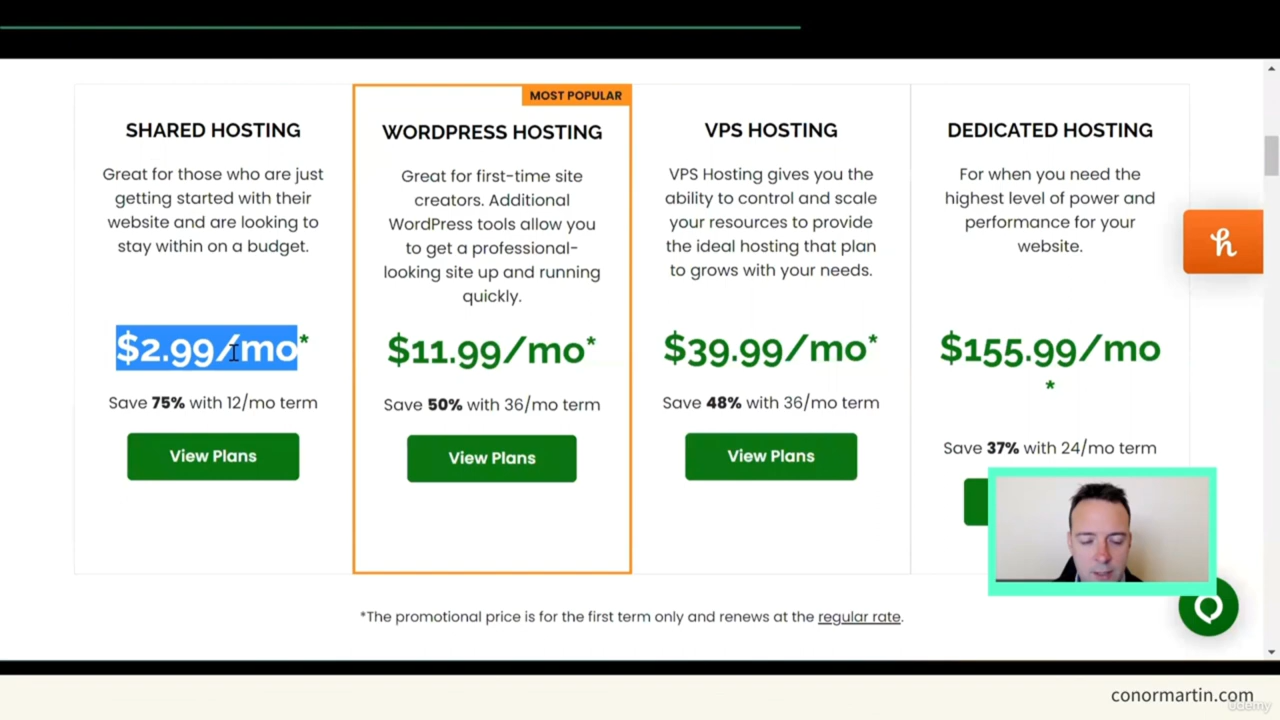 SHARED HOSTING
Great for those who are just
getting started with their
website and are looking to
stay within on a budget.
$2.99/mo*
Save 75% with 12/mo term
View Plans
MOST POPULAR
WORDPRESS HOSTING
Great for first-time site
creators. Additional
WordPress tools allow you
to get a professional-
looking site up and running
quickly.
$11.99/mo*
Save 50% with 36/mo term
View Plans
VPS HOSTING
VPS Hosting gives you the
ability to control and scale
your resources to provide
the ideal hosting that plan
to grows with your needs.
$39.99/mo*
Save 48% with 36/mo term
View Plans
DEDICATED HOSTING
For when you need the
highest level of power and
performance for your
website.
$155.99/mo
*
Save 37% with 24/mo term
h
*The promotional price is for the first term only and renews at the regular rate.
conormartin.com
udemy